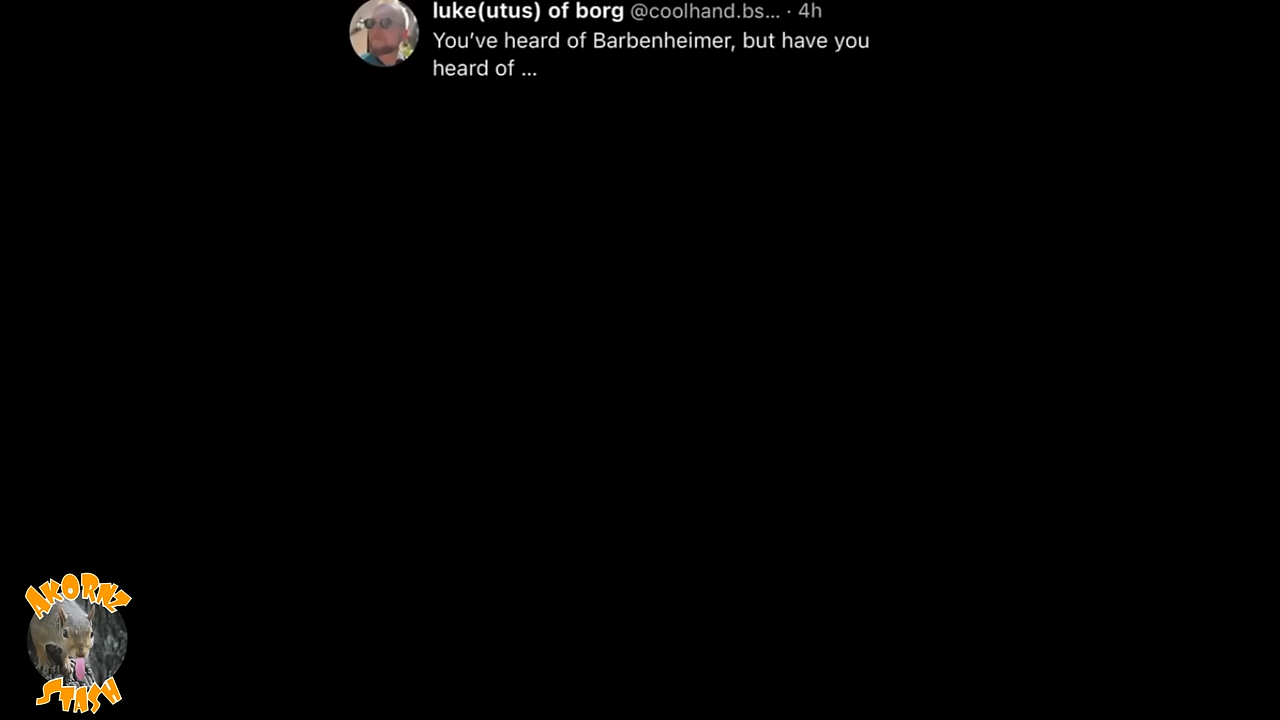 luke(utus) of borg @coolhand.bs... · 4h
You’ve heard of Barbenheimer, but have you
heard of ...
AKORNZ
STASH